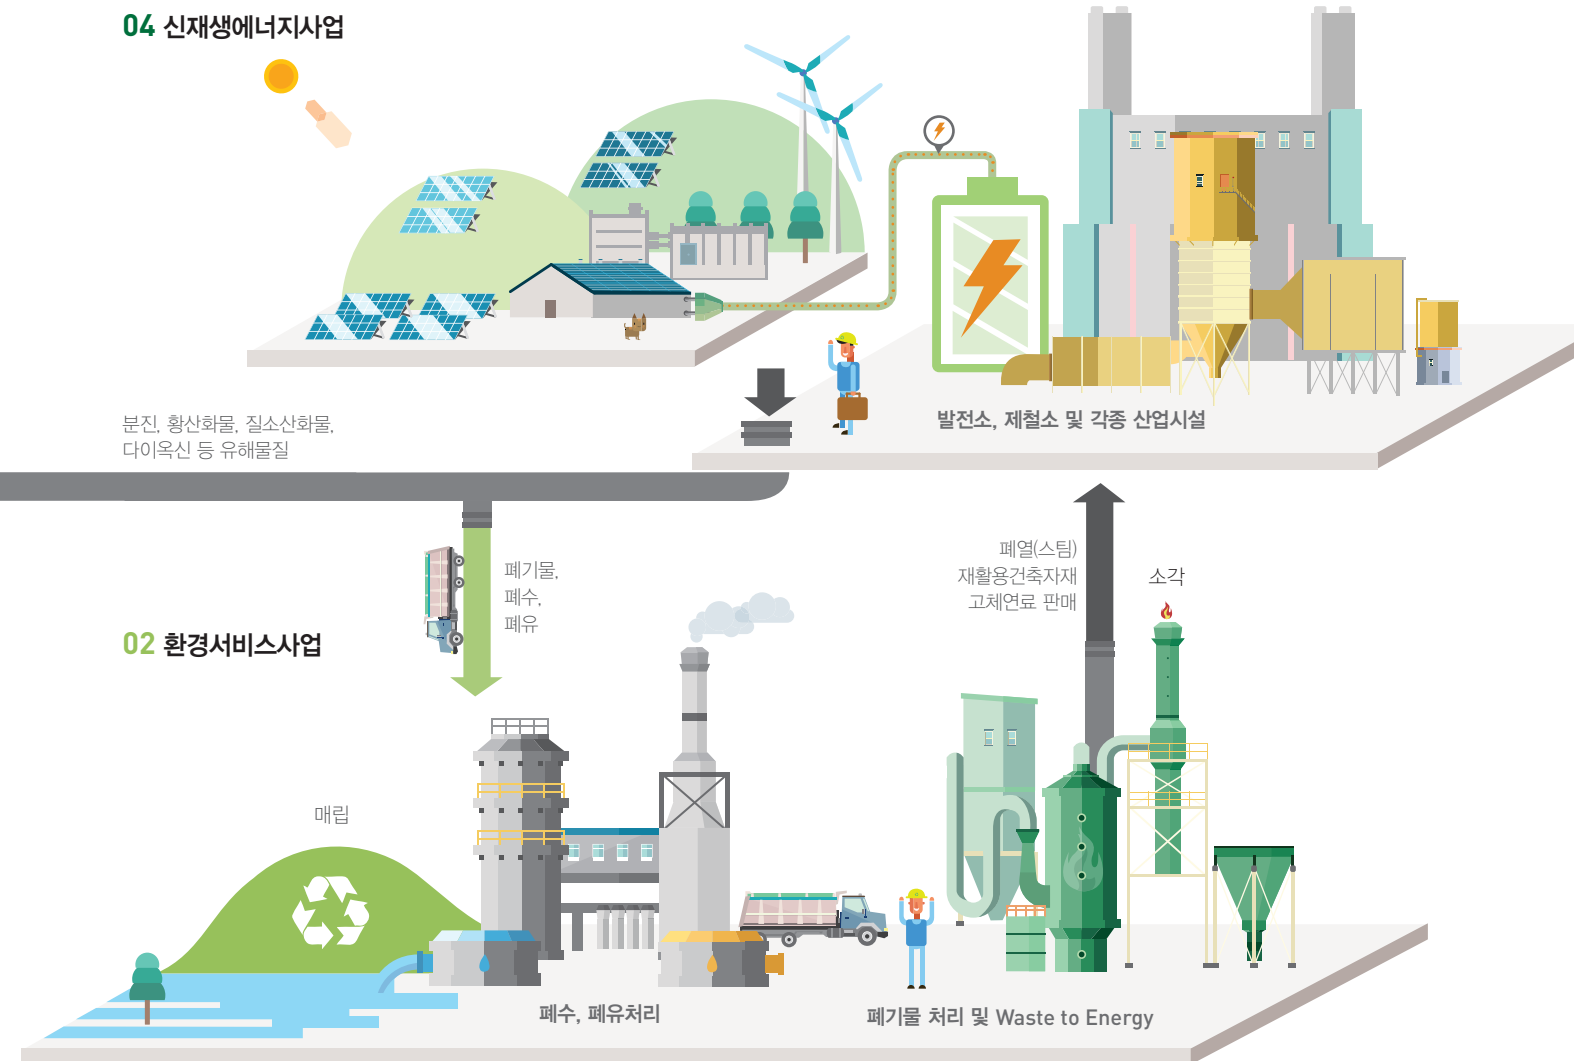 04 신재생에너지사업
분진, 황산화물, 질소산화물,
다이옥신 등 유해물질
발전소, 제철소 및 각종 산업시설
폐기물,
폐수,
폐유
폐열(스팀)
재활용건축자재
고체연료 판매
소각
02 환경서비스사업
매립
폐수, 폐유처리
폐기물 처리 및 Waste to Energy